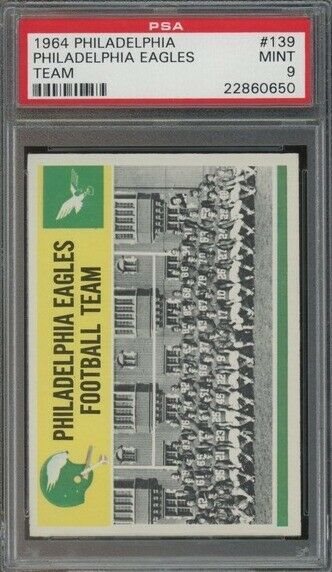 PSA
1964 PHILADELPHIA #139
PHILADELPHIA EAGLES MINT
TEAM 9
22860650
PHILADELPHIA EAGLES
FOOTBALL TEAM